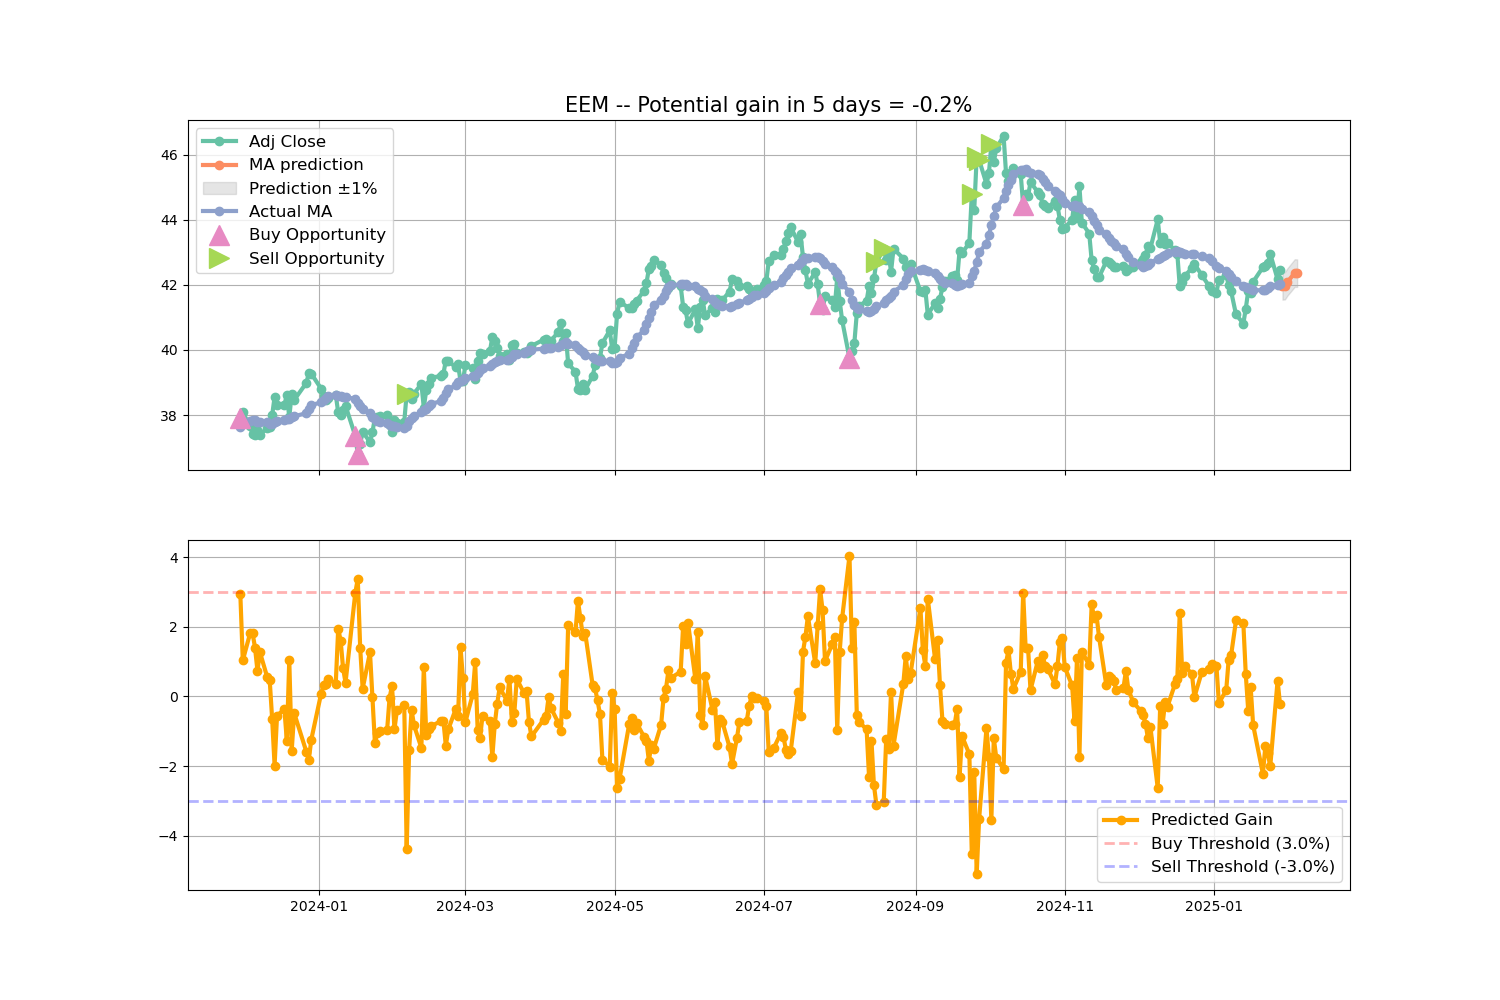 EEM -- Potential gain in 5 days = -0.2%
46
44
42
40
38
Adj Close
MA prediction
Prediction ±1%
Actual MA
Buy Opportunity
Sell Opportunity
4
2
0
−2
−4
Predicted Gain
Buy Threshold (3.0%)
Sell Threshold (-3.0%)
2024-01
2024-03
2024-05
2024-07
2024-09
2024-11
2025-01